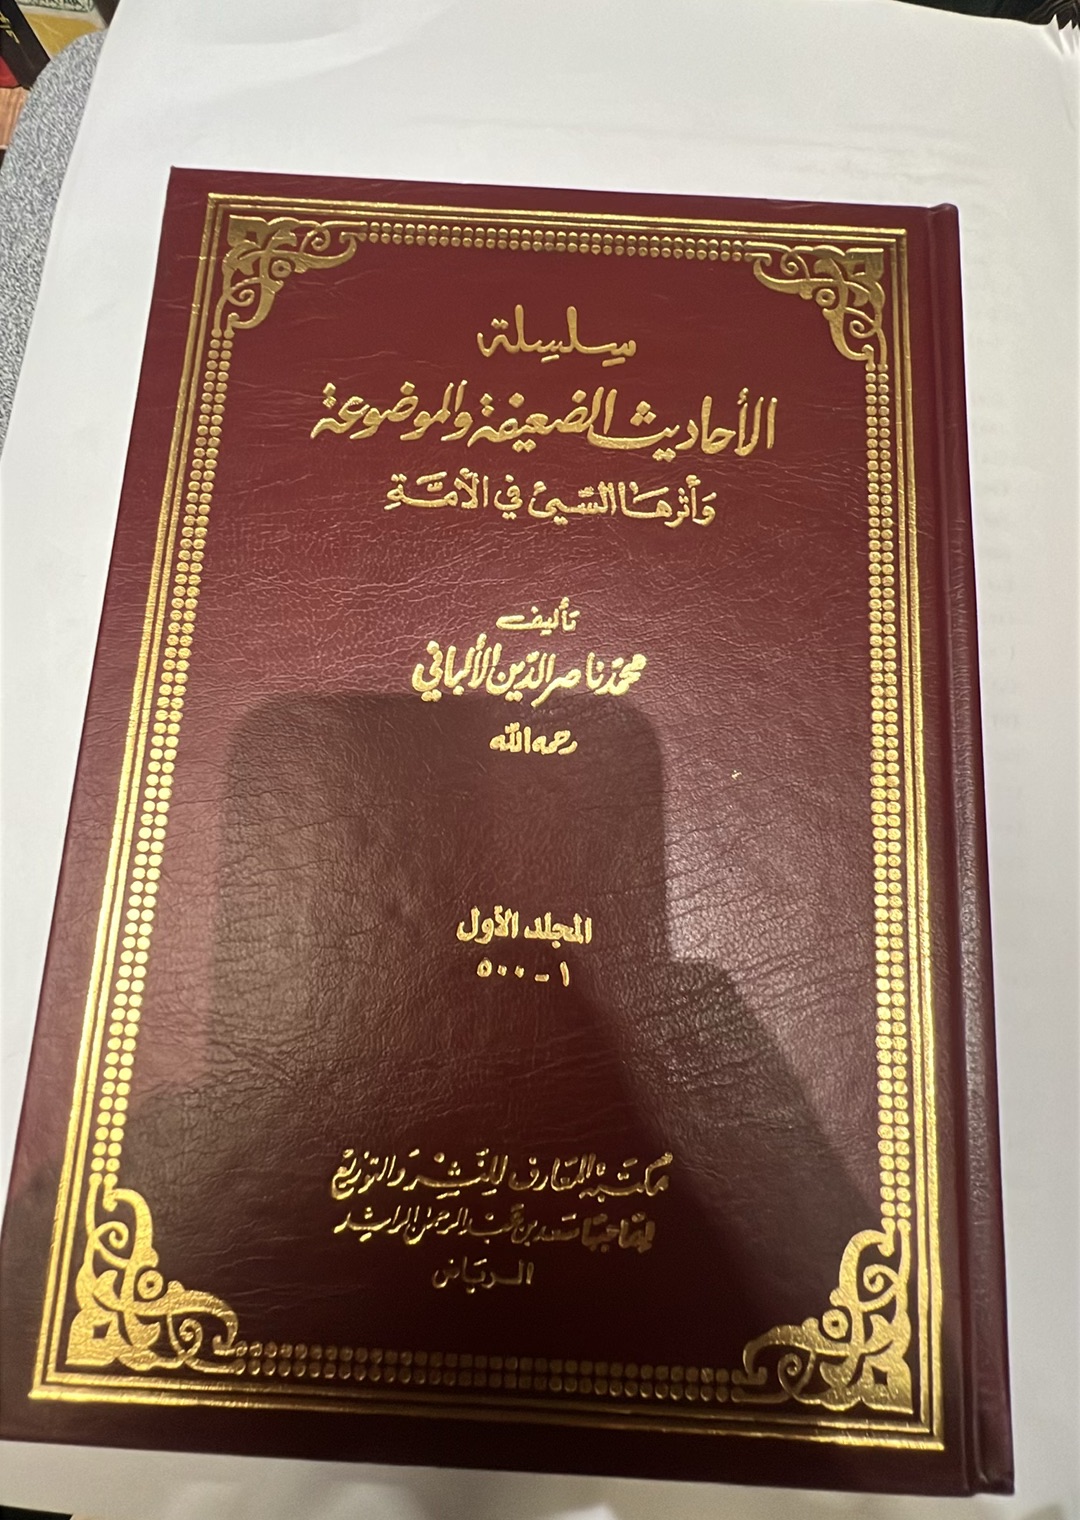 سلسلة
الأحاديث الضعيفة والموضوعة
وأثرها السيئ في الأمة
تأليف
محمد ناصر الدين الألباني
رحمه الله
المجلد الأول
١ - ٥٠٠
مكتبة المعارف للنشر والتوزيع
لصاحبها سعد بن عبد الرحمن الراشد
الرياض